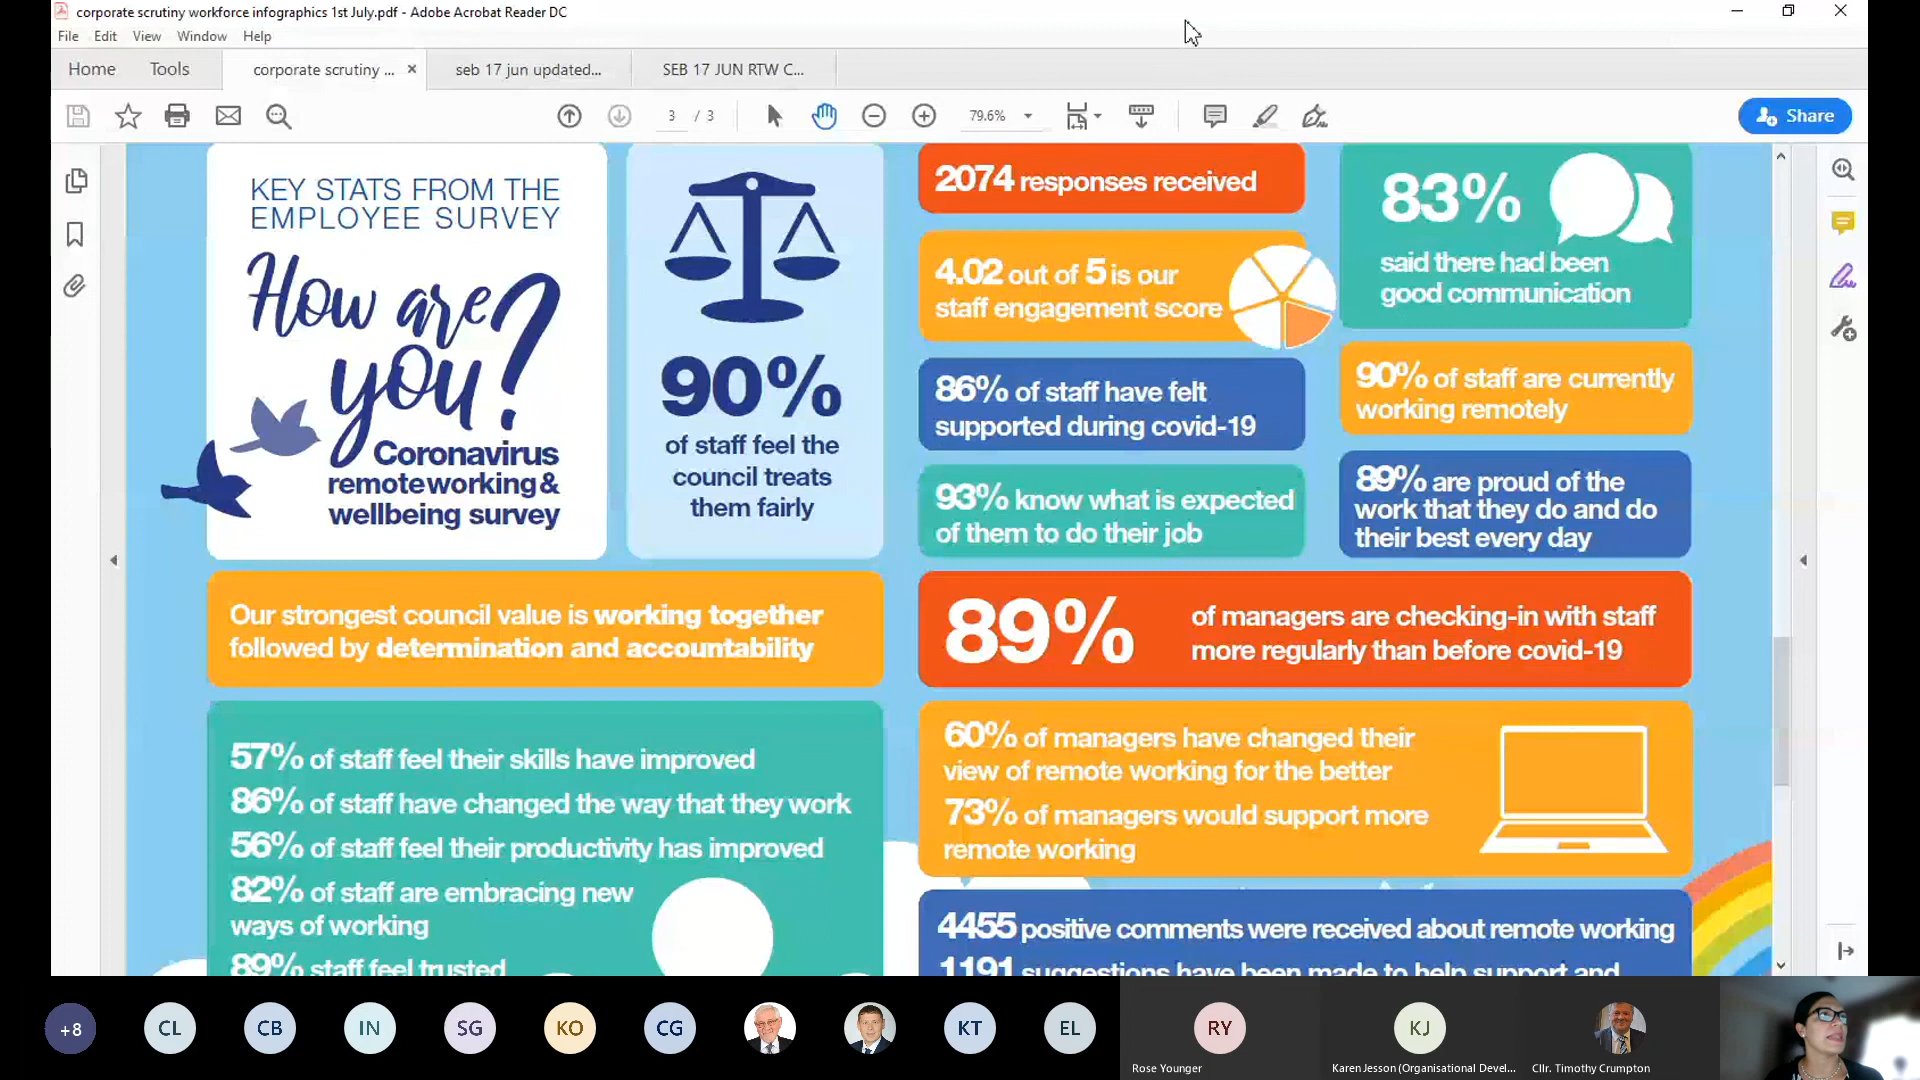 corporate scrutiny workforce infographics 1st July.pdf - Adobe Acrobat Reader DC
File Edit View Window Help
Home Tools corporate scrutiny ... × seb 17 jun updated... SEB 17 JUN RTW C...
3 / 3 79.6% Share
KEY STATS FROM THE
EMPLOYEE SURVEY
How are
you?
Coronavirus
remote working &
wellbeing survey
90%
of staff feel the
council treats
them fairly
2074 responses received
4.02 out of 5 is our
staff engagement score
86% of staff have felt
supported during covid-19
93% know what is expected
of them to do their job
83%
said there had been
good communication
90% of staff are currently
working remotely
89% are proud of the
work that they do and do
their best every day
Our strongest council value is working together
followed by determination and accountability
89%
of managers are checking-in with staff
more regularly than before covid-19
57% of staff feel their skills have improved
86% of staff have changed the way that they work
56% of staff feel their productivity has improved
82% of staff are embracing new
ways of working
89% staff feel trusted
60% of managers have changed their
view of remote working for the better
73% of managers would support more
remote working
4455 positive comments were received about remote working
1191 suggestions have been made to help support and
+8 CL CB IN SG KO CG KT EL RY KJ
Rose Younger Karen Jesson (Organisational Devel... Cllr. Timothy Crumpton